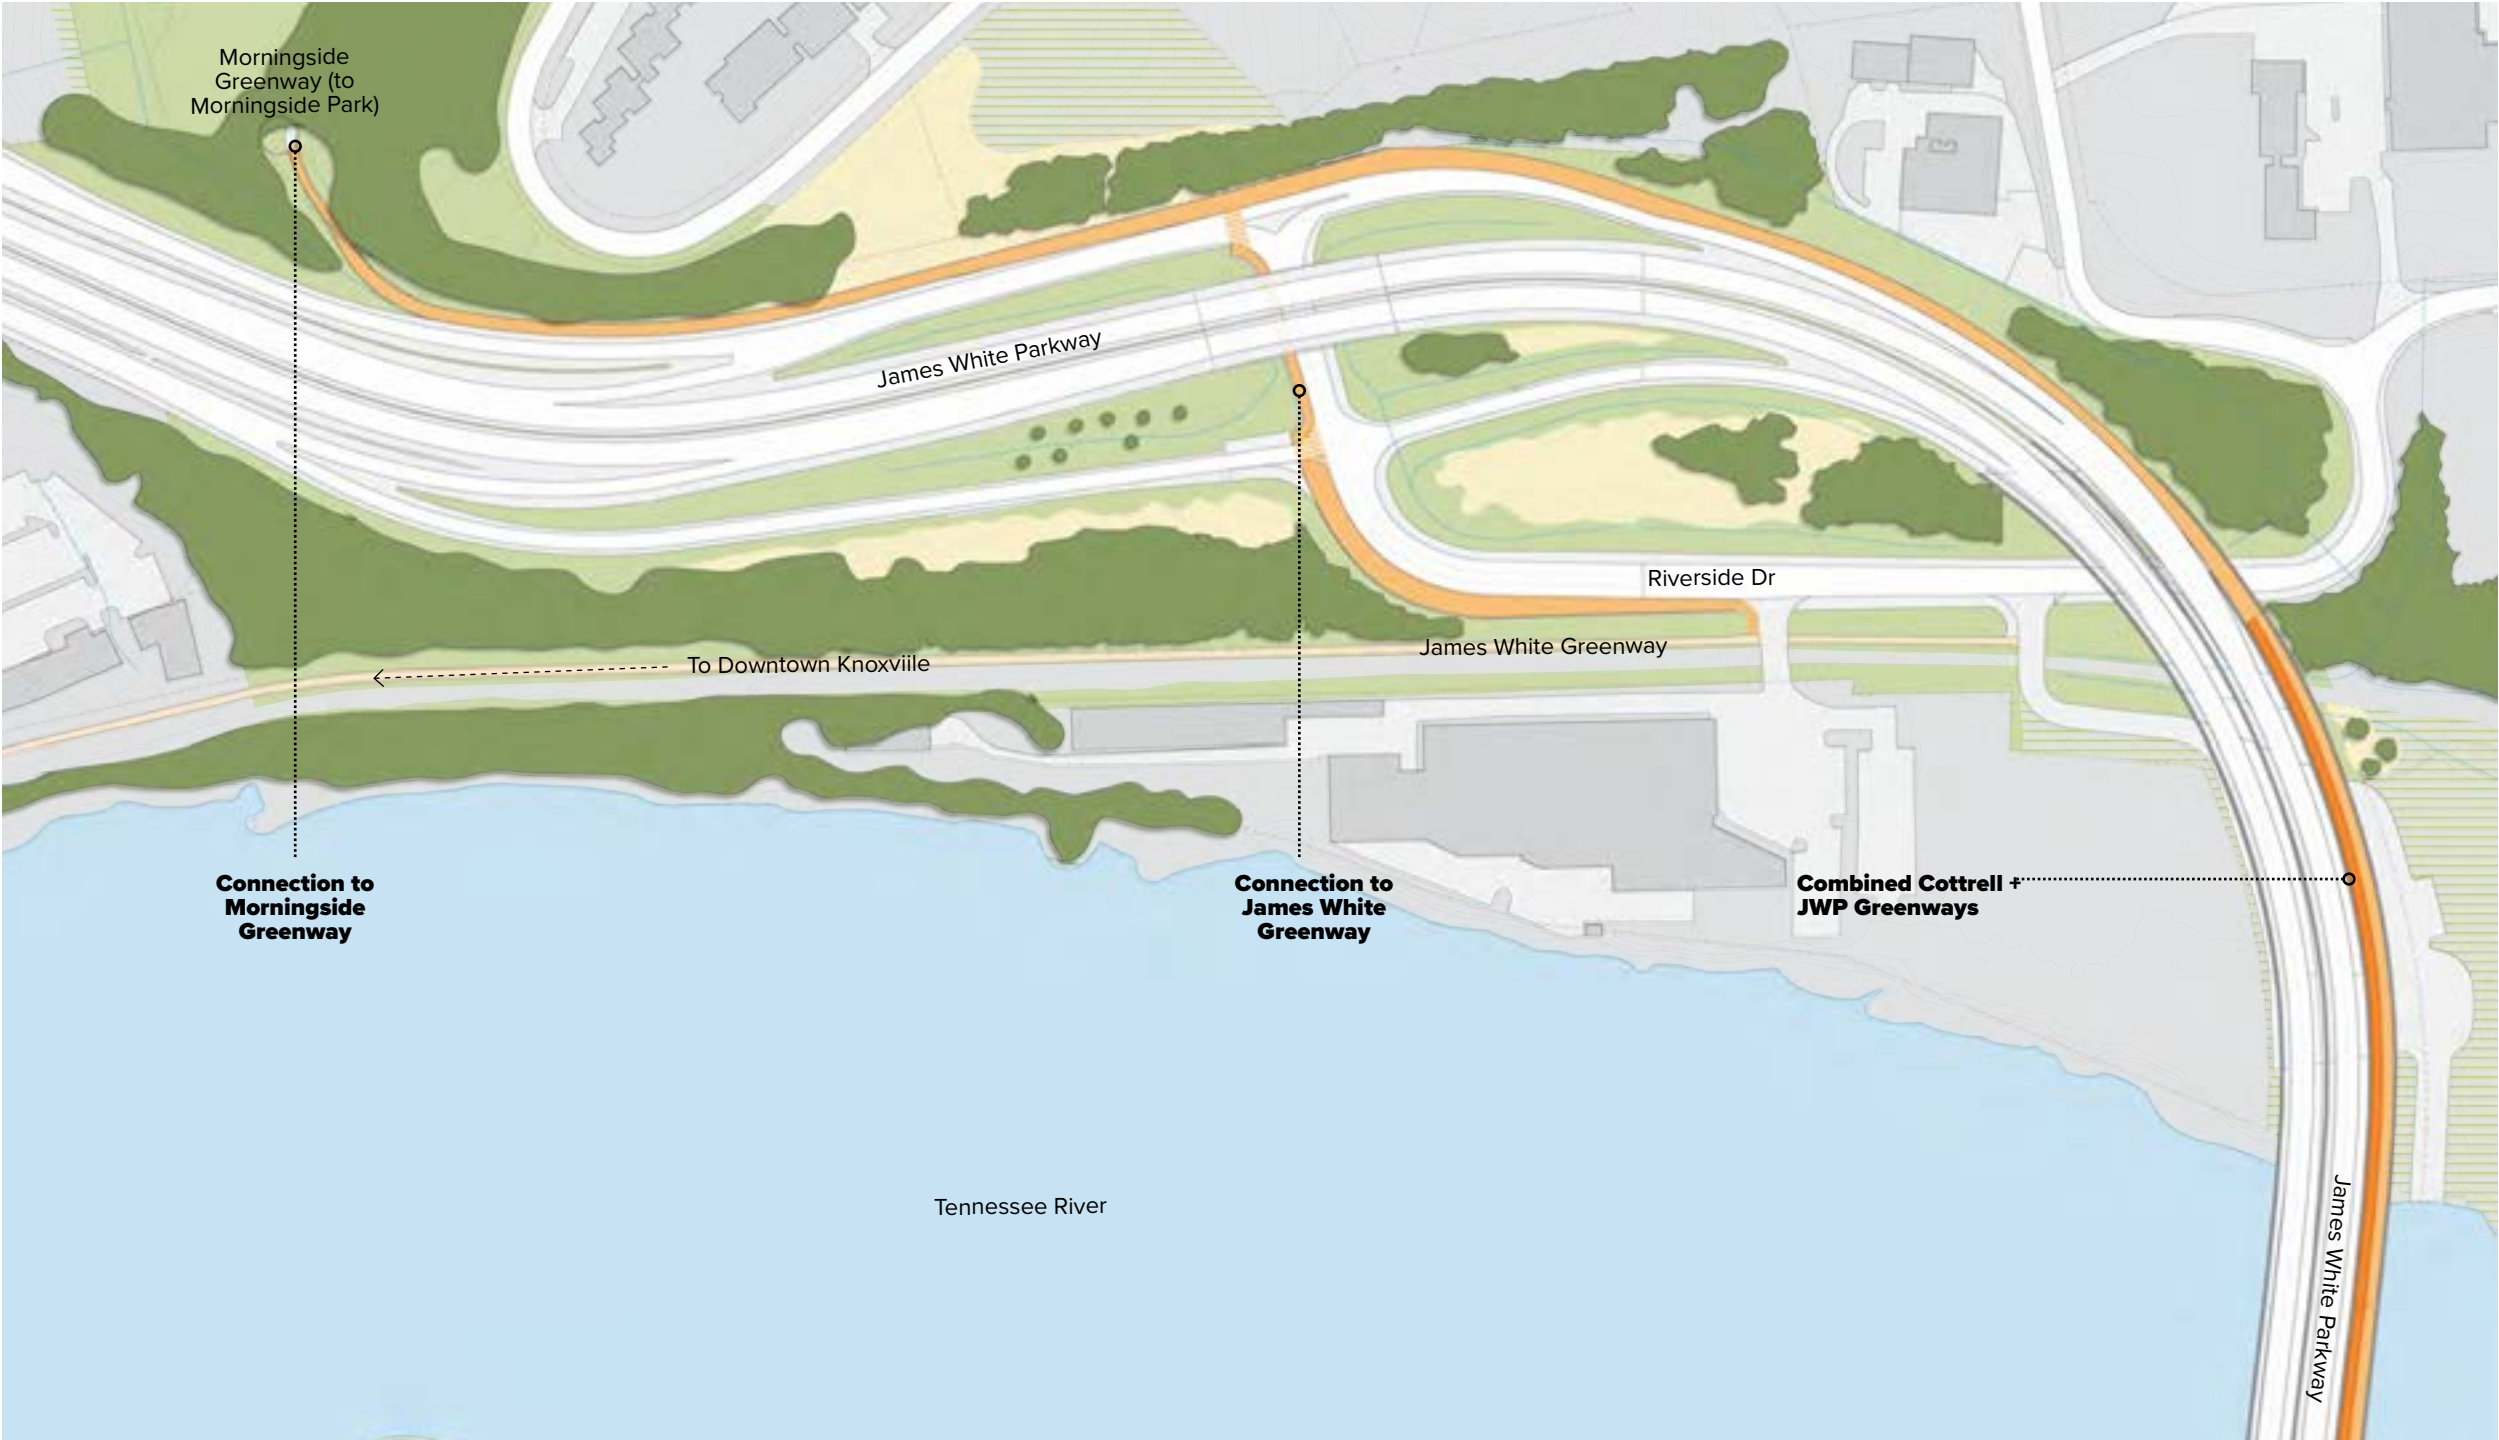 Morningside
Greenway (to
Morningside Park)
James White Parkway
Riverside Dr
James White Greenway
To Downtown Knoxviile
Connection to
Morningside
Greenway
Connection to
James White
Greenway
Combined Cottrell +
JWP Greenways
Tennessee River
James White Parkway